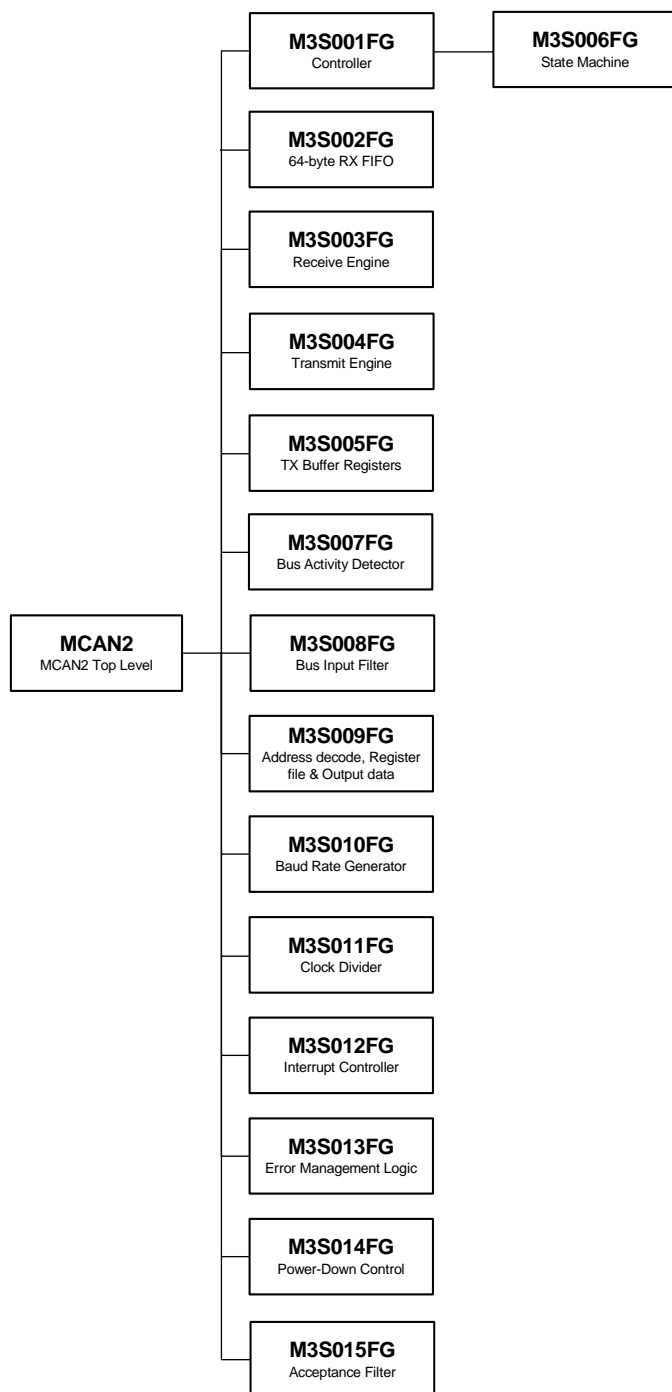 M3S001FG
Controller
M3S006FG
State Machine
M3S002FG
64-byte RX FIFO
M3S003FG
Receive Engine
M3S004FG
Transmit Engine
M3S005FG
TX Buffer Registers
M3S007FG
Bus Activity Detector
MCAN2
MCAN2 Top Level
M3S008FG
Bus Input Filter
M3S009FG
Address decode, Register
file & Output data
M3S010FG
Baud Rate Generator
M3S011FG
Clock Divider
M3S012FG
Interrupt Controller
M3S013FG
Error Management Logic
M3S014FG
Power-Down Control
M3S015FG
Acceptance Filter